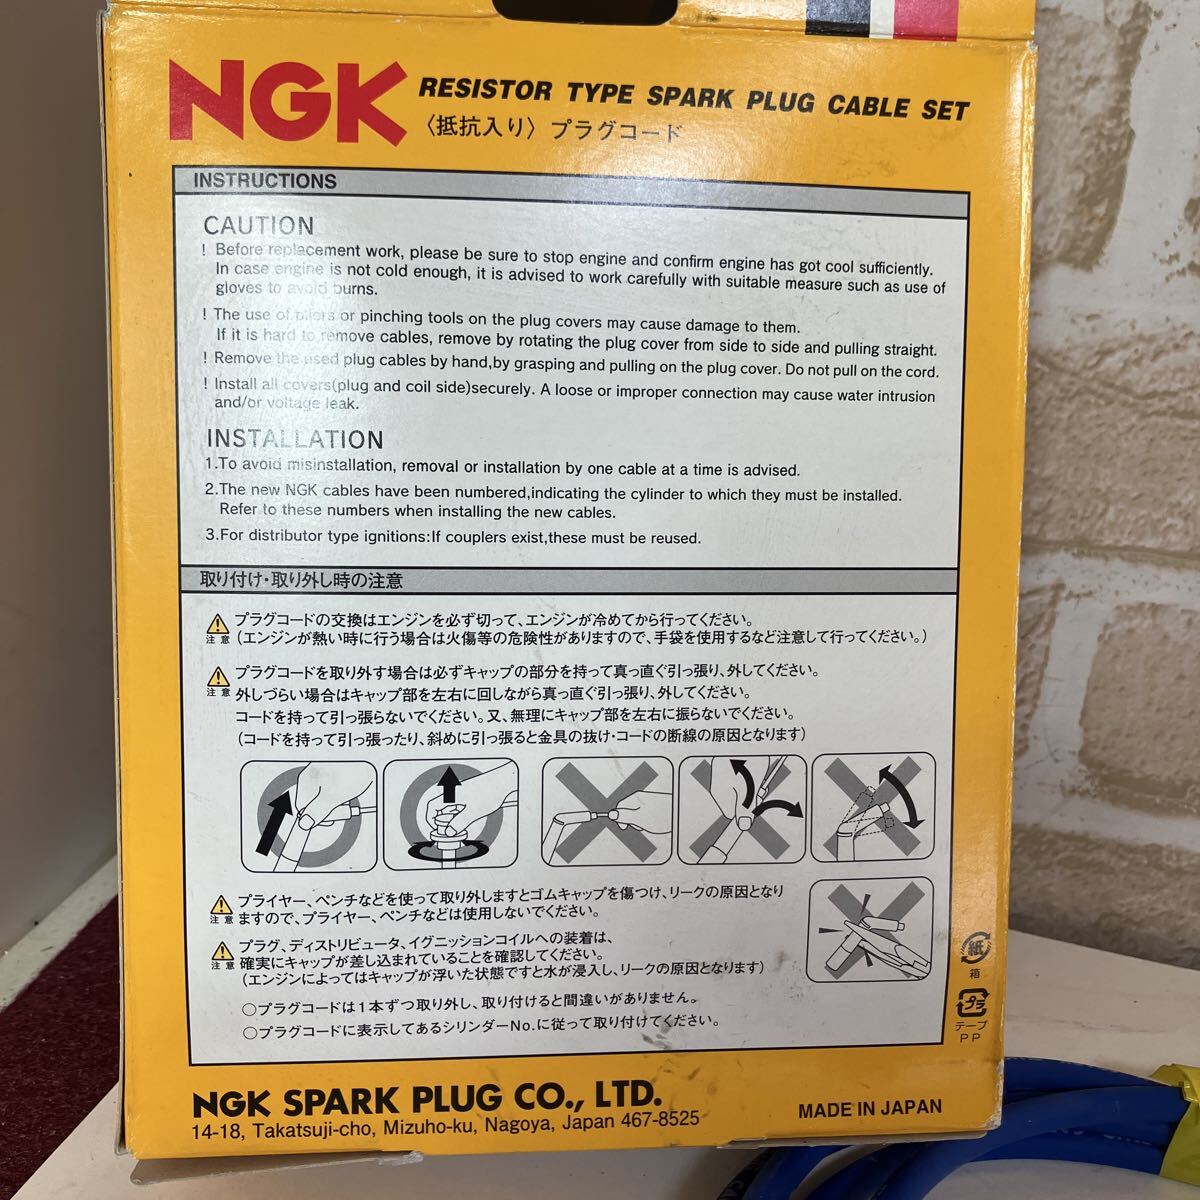 NGK RESISTOR TYPE SPARK PLUG CABLE SET
〈抵抗入り〉プラグコード
INSTRUCTIONS
CAUTION
! Before replacement work, please be sure to stop engine and confirm engine has got cool sufficiently.
In case engine is not cold enough, it is advised to work carefully with suitable measure such as use of
gloves to avoid burns.
! The use of pliers or pinching tools on the plug covers may cause damage to them.
If it is hard to remove cables, remove by rotating the plug cover from side to side and pulling straight.
! Remove the used plug cables by hand,by grasping and pulling on the plug cover. Do not pull on the cord.
! Install all covers(plug and coil side)securely. A loose or improper connection may cause water intrusion
and/or voltage leak.
INSTALLATION
1.To avoid misinstallation, removal or installation by one cable at a time is advised.
2.The new NGK cables have been numbered,indicating the cylinder to which they must be installed.
Refer to these numbers when installing the new cables.
3.For distributor type ignitions:If couplers exist,these must be reused.
取り付け・取り外し時の注意
注意 プラグコードの交換はエンジンを必ず切って、エンジンが冷めてから行ってください。
(エンジンが熱い時に行う場合は火傷等の危険性がありますので、手袋を使用するなど注意して行ってください。)
注意 プラグコードを取り外す場合は必ずキャップの部分を持って真っ直ぐ引っ張り、外してください。
外しづらい場合はキャップ部を左右に回しながら真っ直ぐ引っ張り、外してください。
コードを持って引っ張らないでください。又、無理にキャップ部を左右に振らないでください。
(コードを持って引っ張ったり、斜めに引っ張ると金具の抜け・コードの断線の原因となります)
注意 プライヤー、ペンチなどを使って取り外しますとゴムキャップを傷つけ、リークの原因となり
ますので、プライヤー、ペンチなどは使用しないでください。
注意 プラグ、ディストリビュータ、イグニッションコイルへの装着は、
確実にキャップが差し込まれていることを確認してください。
(エンジンによってはキャップが浮いた状態ですと水が浸入し、リークの原因となります)
○プラグコードは1本ずつ取り外し、取り付けると間違いがありません。
○プラグコードに表示してあるシリンダーNo.に従って取り付けてください。
紙
箱
プラ
テープ
PP
NGK SPARK PLUG CO., LTD.
14-18, Takatsuji-cho, Mizuho-ku, Nagoya, Japan 467-8525
MADE IN JAPAN